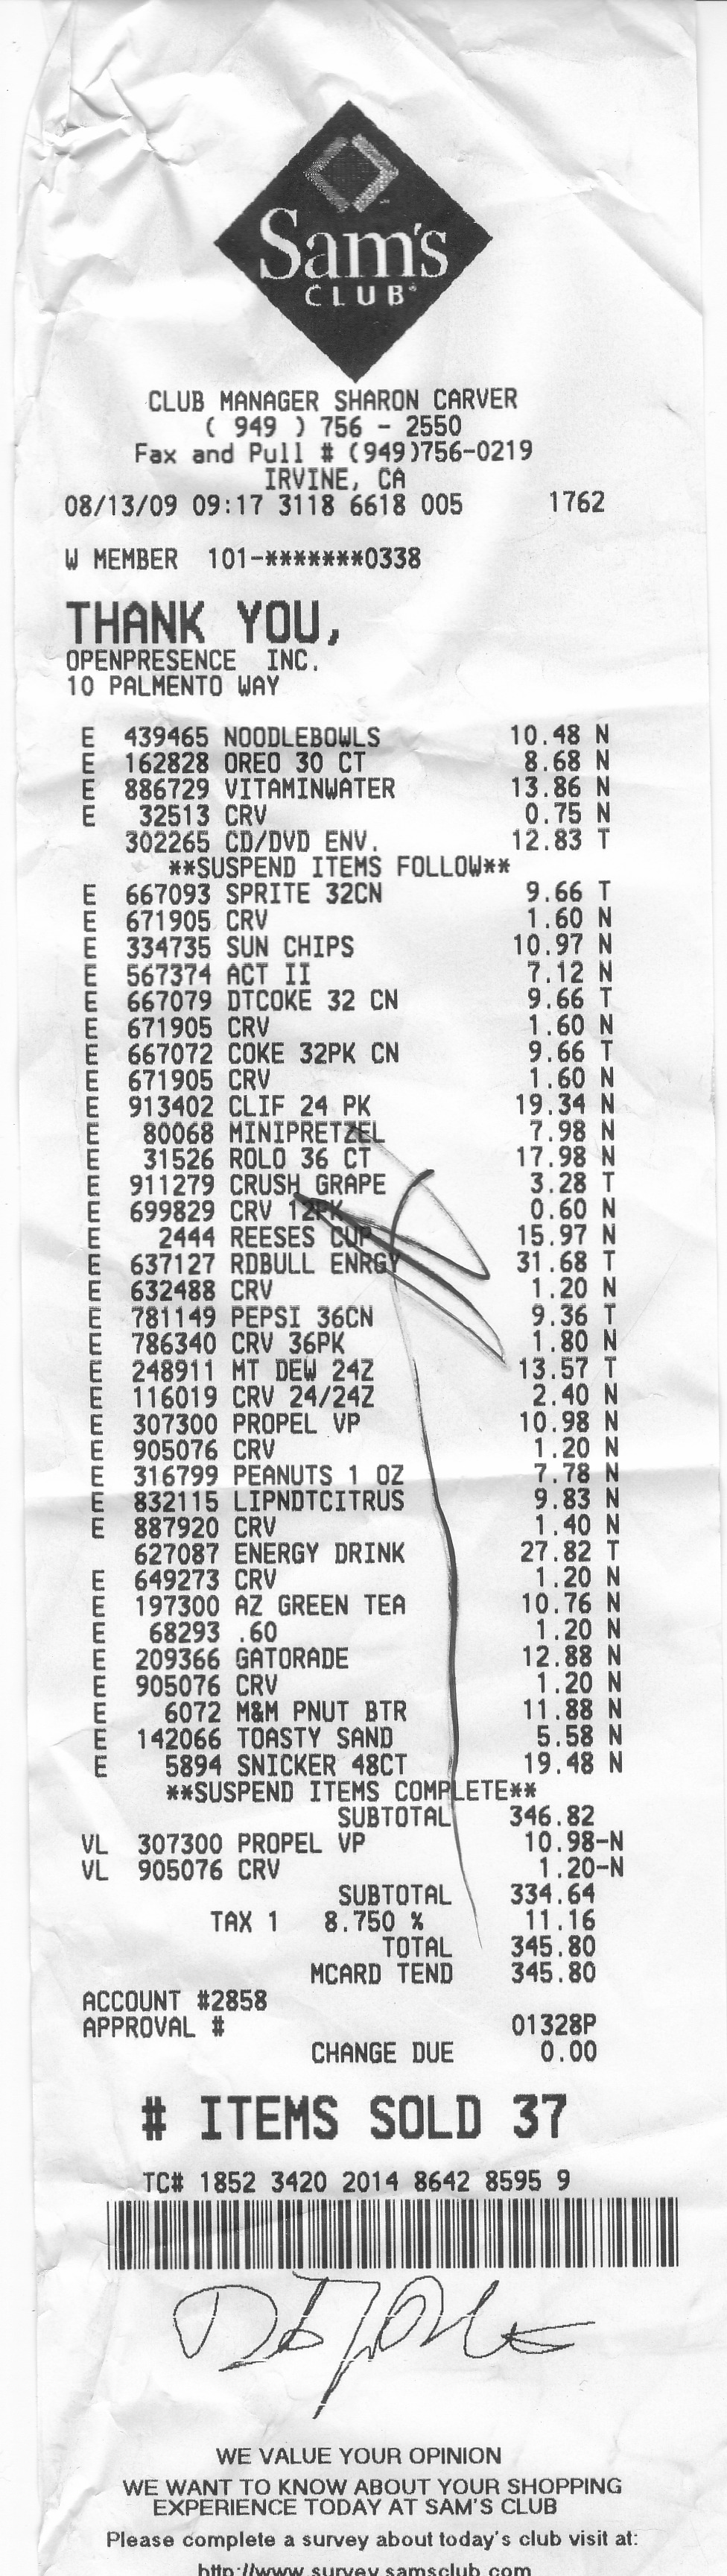 Sam's
CLUB
CLUB MANAGER SHARON CARVER
( 949 ) 756 - 2550
Fax and Pull # (949)756-0219
IRVINE, CA
08/13/09 09:17 3118 6618 005 1762
W MEMBER 101-*******0338
THANK YOU,
OPENPRESENCE INC.
10 PALMENTO WAY
E 439465 NOODLEBOWLS 10.48 N
E 162828 OREO 30 CT 8.68 N
E 886729 VITAMINWATER 13.86 N
E 32513 CRV 0.75 N
302265 CD/DVD ENV. 12.83 T
**SUSPEND ITEMS FOLLOW**
E 667093 SPRITE 32CN 9.66 T
E 671905 CRV 1.60 N
E 334735 SUN CHIPS 10.97 N
E 567374 ACT II 7.12 N
E 667079 DTCOKE 32 CN 9.66 T
E 671905 CRV 1.60 N
E 667072 COKE 32PK CN 9.66 T
E 671905 CRV 1.60 N
E 913402 CLIF 24 PK 19.34 N
E 80068 MINIPRETZEL 7.98 N
E 31526 ROLO 36 CT 17.98 N
E 911279 CRUSH GRAPE 3.28 T
E 699829 CRV 12PK 0.60 N
E 2444 REESES CUP 15.97 N
E 637127 RDBULL ENRGY 31.68 T
E 632488 CRV 1.20 N
E 781149 PEPSI 36CN 9.36 T
E 786340 CRV 36PK 1.80 N
E 248911 MT DEW 24Z 13.57 T
E 116019 CRV 24/24Z 2.40 N
E 307300 PROPEL VP 10.98 N
E 905076 CRV 1.20 N
E 316799 PEANUTS 1 OZ 7.78 N
E 832115 LIPNDTCITRUS 9.83 N
E 887920 CRV 1.40 N
627087 ENERGY DRINK 27.82 T
E 649273 CRV 1.20 N
E 197300 AZ GREEN TEA 10.76 N
E 68293 .60 1.20 N
E 209366 GATORADE 12.88 N
E 905076 CRV 1.20 N
E 6072 M&M PNUT BTR 11.88 N
E 142066 TOASTY SAND 5.58 N
E 5894 SNICKER 48CT 19.48 N
**SUSPEND ITEMS COMPLETE**
SUBTOTAL 346.82
VL 307300 PROPEL VP 10.98-N
VL 905076 CRV 1.20-N
SUBTOTAL 334.64
TAX 1 8.750 % 11.16
TOTAL 345.80
MCARD TEND 345.80
ACCOUNT #2858
APPROVAL # 01328P
CHANGE DUE 0.00
# ITEMS SOLD 37
TC# 1852 3420 2014 8642 8595 9
WE VALUE YOUR OPINION
WE WANT TO KNOW ABOUT YOUR SHOPPING
EXPERIENCE TODAY AT SAM'S CLUB
Please complete a survey about today's club visit at:
http://www.survey.samsclub.com